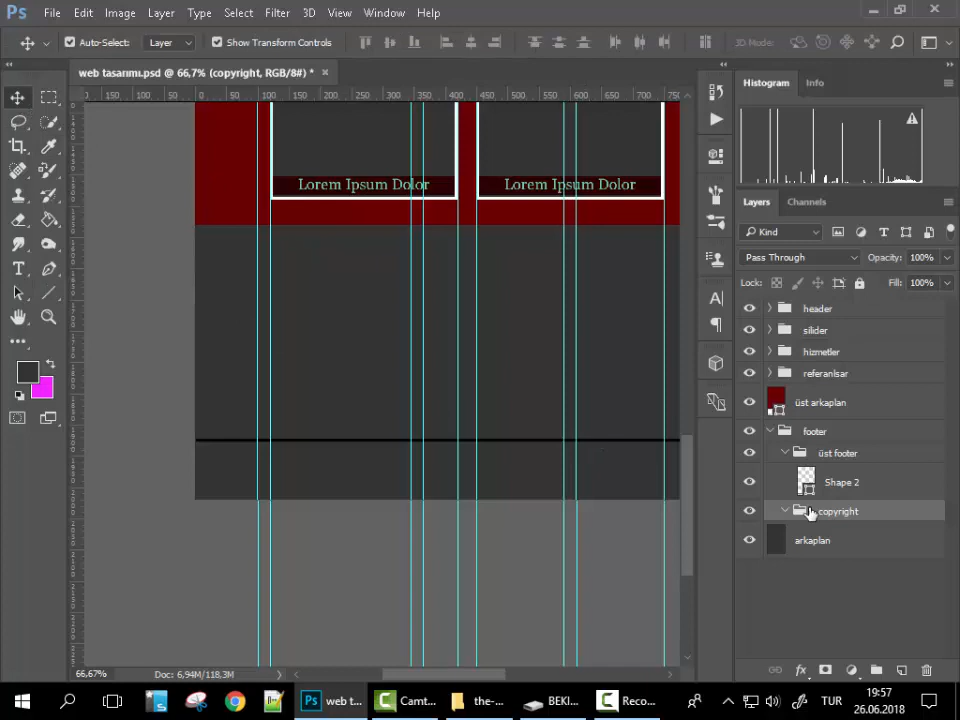 Ps File Edit Image Layer Type Select Filter 3D View Window Help
Auto-Select: Layer Show Transform Controls 3D Mode:
web tasarımı.psd @ 66,7% (copyright, RGB/8#) *
150 100 50 0 50 100 150 200 250 300 350 400 450 500 550 600 650 700 750
Lorem Ipsum Dolor Lorem Ipsum Dolor
Histogram Info
Layers Channels
Kind
Pass Through Opacity: 100%
Lock: Fill: 100%
header
silider
hizmetler
referanlsar
üst arkaplan
footer
üst footer
Shape 2
copyright
arkaplan
66,67% Doc: 6,94M/118,3M
web t... Camt... the-... BEKL... Reco... TUR 19:57
26.06.2018